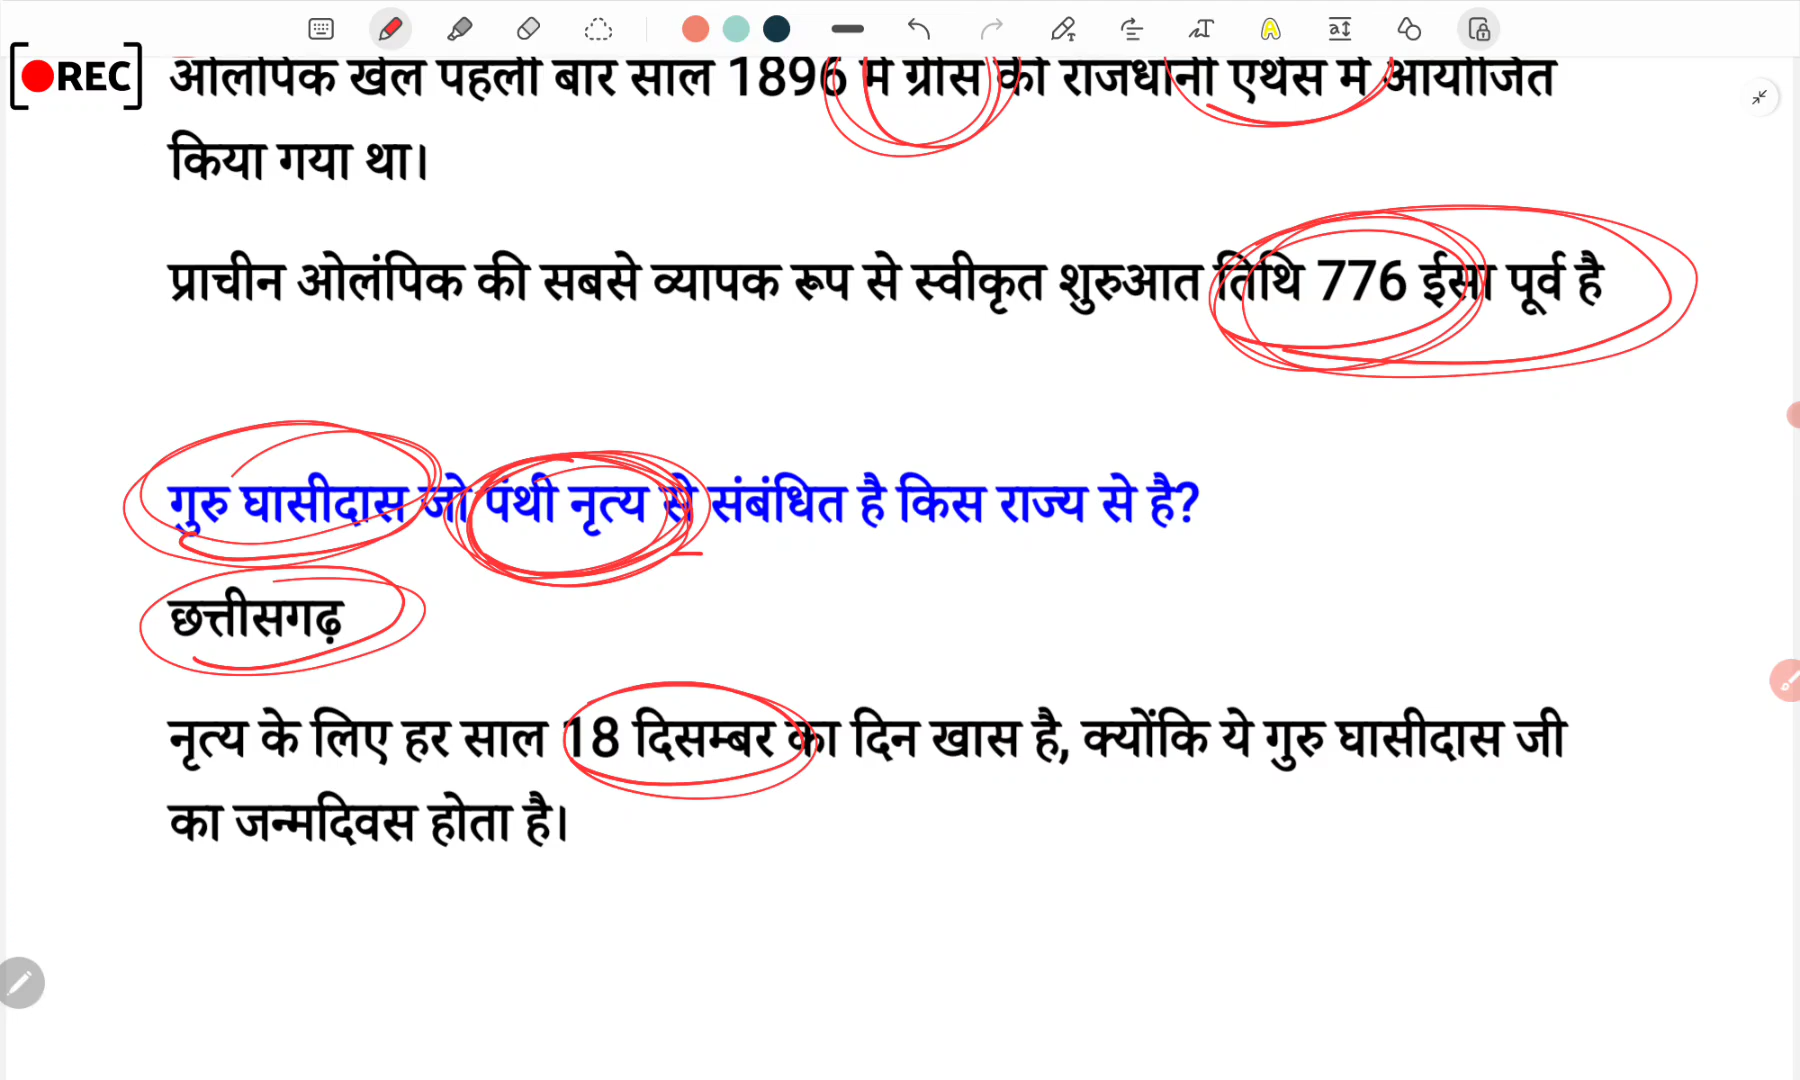 REC
ओलंपिक खेल पहली बार साल 1896 में ग्रीस की राजधानी एथेंस में आयोजित
किया गया था।
प्राचीन ओलंपिक की सबसे व्यापक रूप से स्वीकृत शुरुआत तिथि 776 ईसा पूर्व है
गुरु घासीदास जो पंथी नृत्य से संबंधित है किस राज्य से है?
छत्तीसगढ़
नृत्य के लिए हर साल 18 दिसम्बर का दिन खास है, क्योंकि ये गुरु घासीदास जी
का जन्मदिवस होता है।